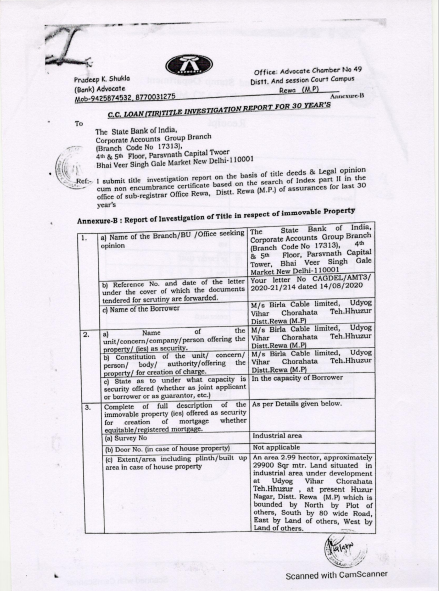 Pradeep K. Shukla
(Bank) Advocate
Mob-9425874532, 8770031275
ADVOCATE
Office: Advocate Chamber No 49
Distt. And session Court Campus
Rewa (M.P)
Annexure-B
C.C. LOAN (TIR)TITLE INVESTIGATION REPORT FOR 30 YEAR'S
To
The State Bank of India,
Corporate Accounts Group Branch
(Branch Code No 17313),
4th & 5th Floor, Parsvnath Capital Twoer
Bhai Veer Singh Gale Market New Delhi-110001
Ref:- I submit title investigation report on the basis of title deeds & Legal opinion
cum non encumbrance certificate based on the search of Index part II in the
office of sub-registrar Office Rewa, Distt. Rewa (M.P.) of assurances for last 30
year's
Annexure-B : Report of Investigation of Title in respect of immovable Property
1. a) Name of the Branch/BU /Office seeking
opinion
The State Bank of India,
Corporate Accounts Group Branch
(Branch Code No 17313), 4th
& 5th Floor, Parsvnath Capital
Tower, Bhai Veer Singh Gale
Market New Delhi-110001
b) Reference No. and date of the letter
under the cover of which the documents
tendered for scrutiny are forwarded.
Your letter No CAGDEL/AMT3/
2020-21/214 dated 14/08/2020
c) Name of the Borrower
M/s Birla Cable limited, Udyog
Vihar Chorahata Teh.Hhuzur
Distt.Rewa (M.P)
2. a) Name of the
unit/concern/company/person offering the
property/ (ies) as security.
M/s Birla Cable limited, Udyog
Vihar Chorahata Teh.Hhuzur
Distt.Rewa (M.P)
b) Constitution of the unit/ concern/
person/ body/ authority/offering the
property/ for creation of charge.
M/s Birla Cable limited, Udyog
Vihar Chorahata Teh.Hhuzur
Distt.Rewa (M.P)
c) State as to under what capacity is
security offered (whether as joint applicant
or borrower or as guarantor, etc.)
In the capacity of Borrower
3. Complete of full description of the
immovable property (ies) offered as security
for creation of mortgage whether
equitable/registered mortgage.
As per Details given below.
(a) Survey No
Industrial area
(b) Door No. (in case of house property)
Not applicable
(c) Extent/area including plinth/built up
area in case of house property
An area 2.99 hector, approximately
29900 Sqr mtr. Land situated in
industrial area under development
at Udyog Vihar Chorahata
Teh.Hhuzur , at present Huzur
Nagar, Distt. Rewa (M.P) which is
bounded by North by Plot of
others, South by 80 wide Road,
East by Land of others, West by
Land of others.
Scanned with CamScanner